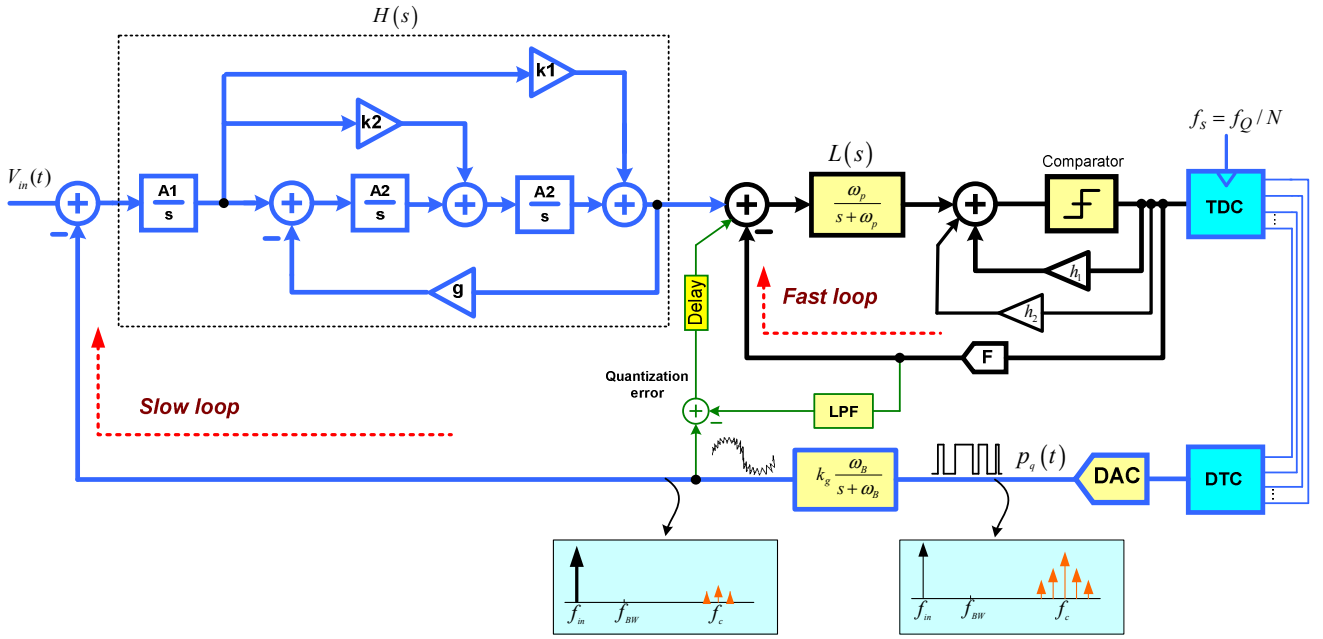 H(s)
k1
k2
V_in(t)
+
−
A1
s
+
−
A2
s
+
A2
s
+
g
+
−
L(s)
ω_p
s + ω_p
+
Comparator
h_1
h_2
F
f_s = f_Q / N
TDC
⋮
Fast loop
Delay
Quantization
error
+
−
LPF
Slow loop
k_g ω_B
s + ω_B
p_q(t)
DAC
DTC
⋮
f_in
f_BW
f_c
f_in
f_BW
f_c